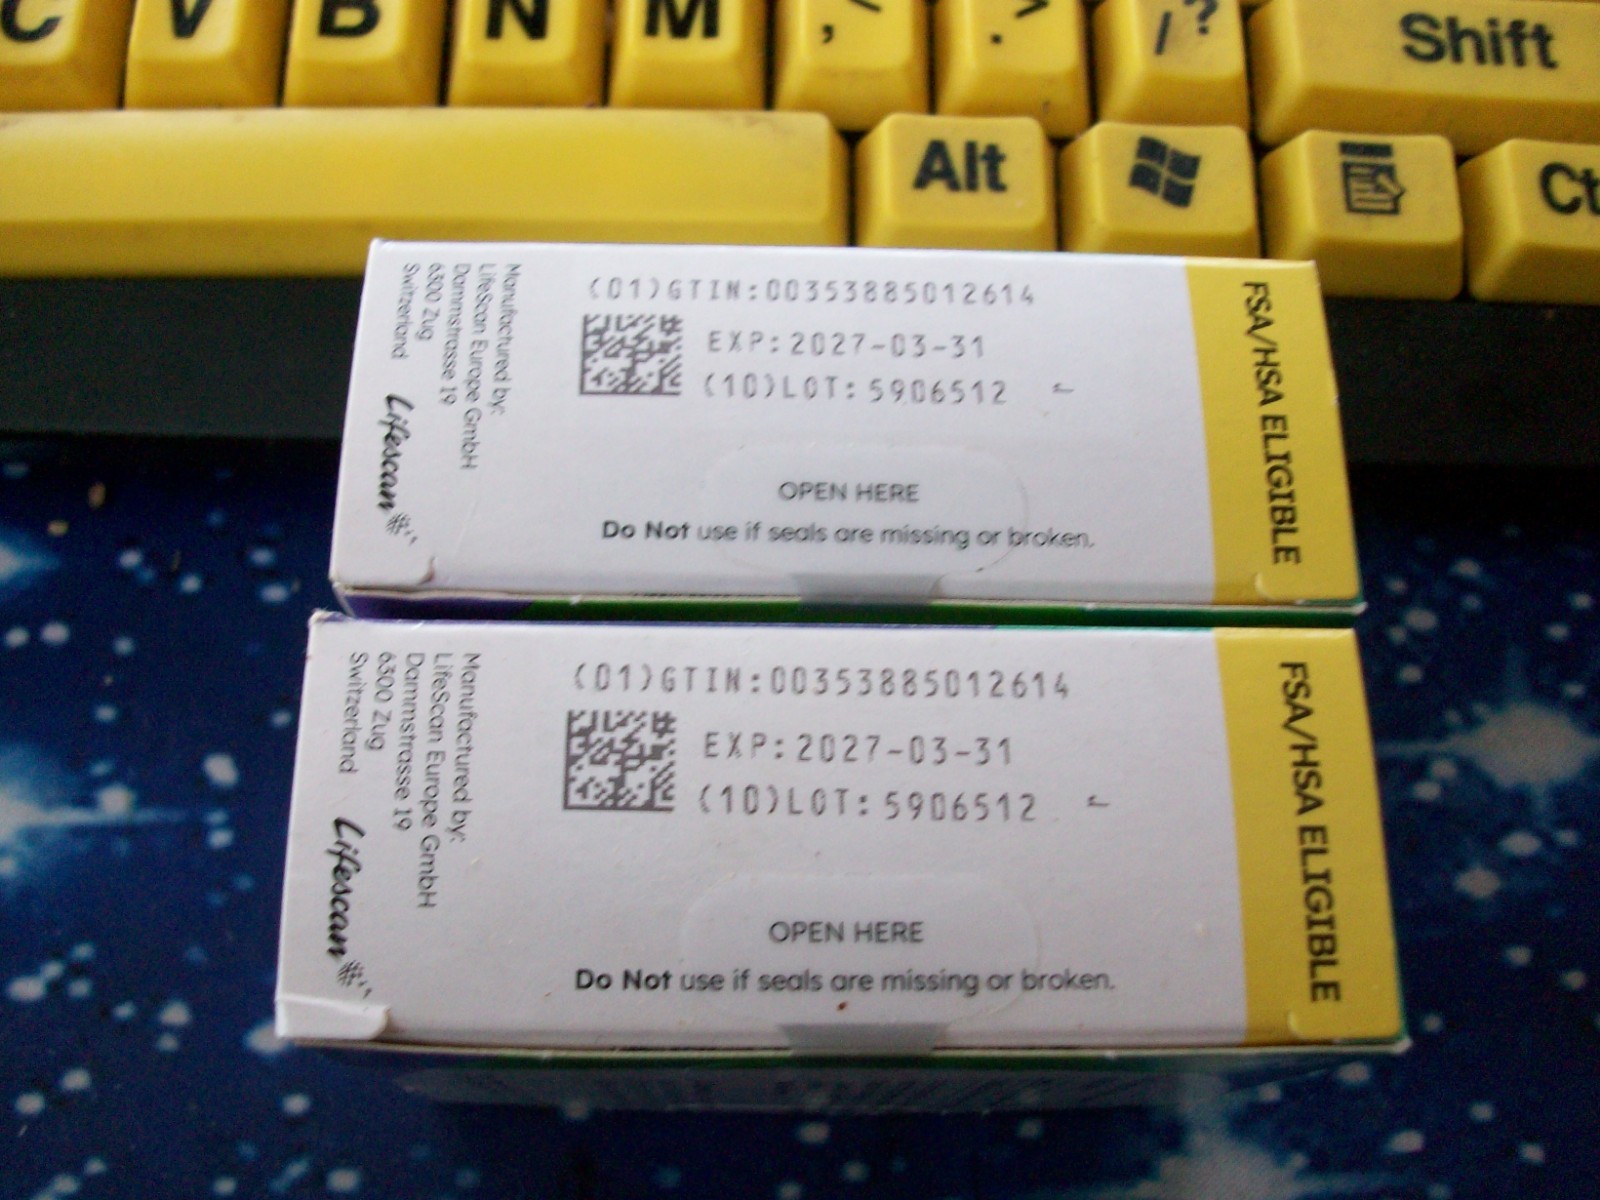 C V B N M , < . > / ? Shift
Alt Ct
(01)GTIN:00353885012614
EXP:2027-03-31
(10)LOT:5906512
OPEN HERE
Do Not use if seals are missing or broken.
Manufactured by:
LifeScan Europe GmbH
Dammstrasse 19
6300 Zug
Switzerland
Lifescan
FSA/HSA ELIGIBLE
(01)GTIN:00353885012614
EXP:2027-03-31
(10)LOT:5906512
OPEN HERE
Do Not use if seals are missing or broken.
Manufactured by:
LifeScan Europe GmbH
Dammstrasse 19
6300 Zug
Switzerland
Lifescan
FSA/HSA ELIGIBLE